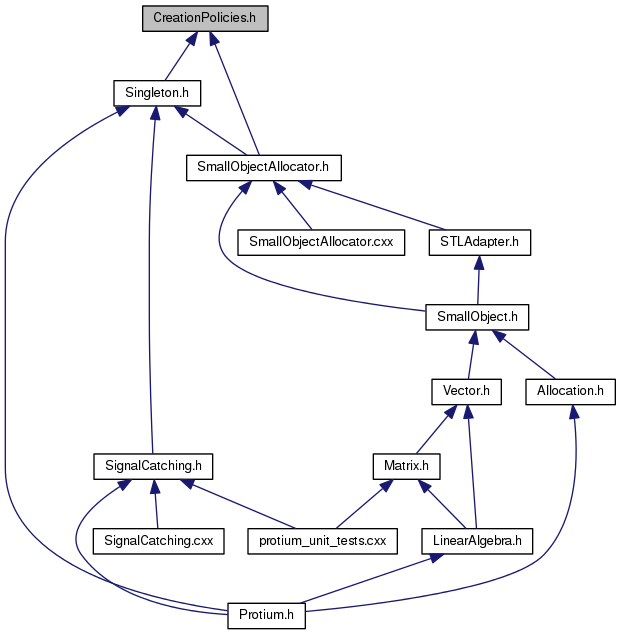 CreationPolicies.h
Singleton.h
SmallObjectAllocator.h
SmallObjectAllocator.cxx
STLAdapter.h
SmallObject.h
Vector.h
Allocation.h
SignalCatching.h
Matrix.h
SignalCatching.cxx
protium_unit_tests.cxx
LinearAlgebra.h
Protium.h